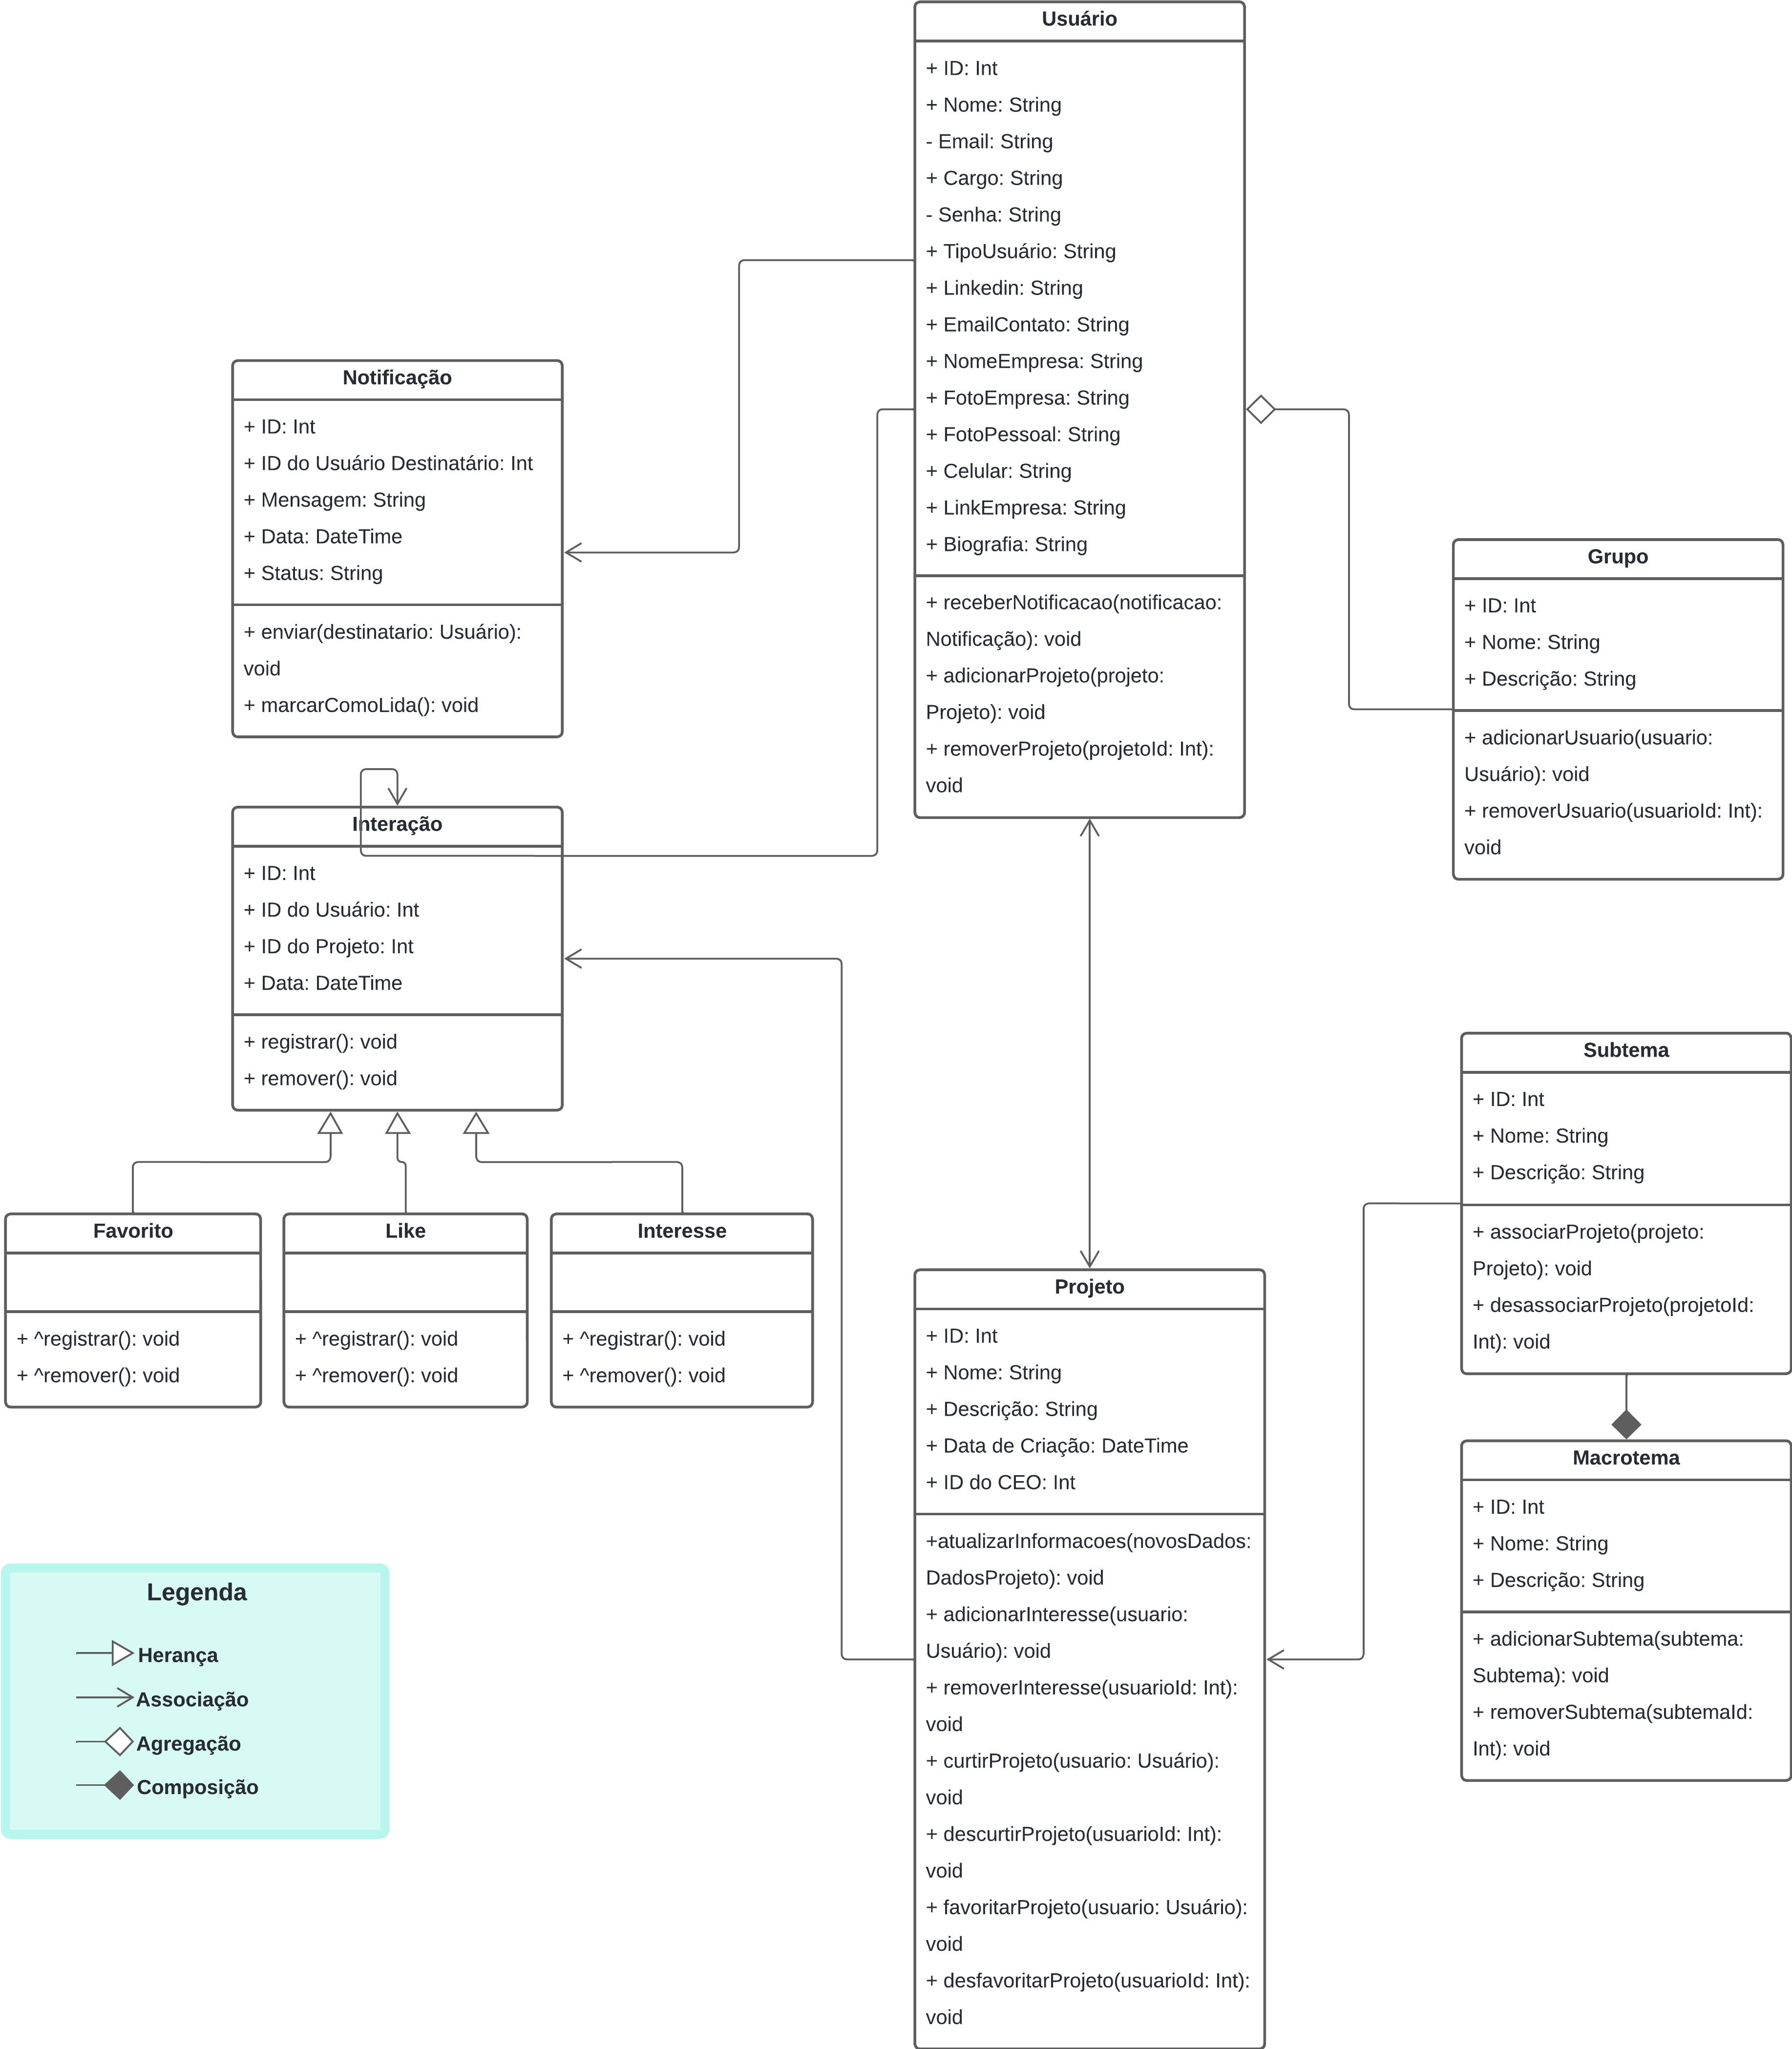 Usuário
+ ID: Int
+ Nome: String
- Email: String
+ Cargo: String
- Senha: String
+ TipoUsuário: String
+ Linkedin: String
+ EmailContato: String
+ NomeEmpresa: String
+ FotoEmpresa: String
+ FotoPessoal: String
+ Celular: String
+ LinkEmpresa: String
+ Biografia: String
+ receberNotificacao(notificacao:
Notificação): void
+ adicionarProjeto(projeto:
Projeto): void
+ removerProjeto(projetoId: Int):
void
Notificação
+ ID: Int
+ ID do Usuário Destinatário: Int
+ Mensagem: String
+ Data: DateTime
+ Status: String
+ enviar(destinatario: Usuário):
void
+ marcarComoLida(): void
Grupo
+ ID: Int
+ Nome: String
+ Descrição: String
+ adicionarUsuario(usuario:
Usuário): void
+ removerUsuario(usuarioId: Int):
void
Interação
+ ID: Int
+ ID do Usuário: Int
+ ID do Projeto: Int
+ Data: DateTime
+ registrar(): void
+ remover(): void
Favorito
+ ^registrar(): void
+ ^remover(): void
Like
+ ^registrar(): void
+ ^remover(): void
Interesse
+ ^registrar(): void
+ ^remover(): void
Subtema
+ ID: Int
+ Nome: String
+ Descrição: String
+ associarProjeto(projeto:
Projeto): void
+ desassociarProjeto(projetoId:
Int): void
Projeto
+ ID: Int
+ Nome: String
+ Descrição: String
+ Data de Criação: DateTime
+ ID do CEO: Int
+atualizarInformacoes(novosDados:
DadosProjeto): void
+ adicionarInteresse(usuario:
Usuário): void
+ removerInteresse(usuarioId: Int):
void
+ curtirProjeto(usuario: Usuário):
void
+ descurtirProjeto(usuarioId: Int):
void
+ favoritarProjeto(usuario: Usuário):
void
+ desfavoritarProjeto(usuarioId: Int):
void
Macrotema
+ ID: Int
+ Nome: String
+ Descrição: String
+ adicionarSubtema(subtema:
Subtema): void
+ removerSubtema(subtemaId:
Int): void
Legenda
Herança
Associação
Agregação
Composição